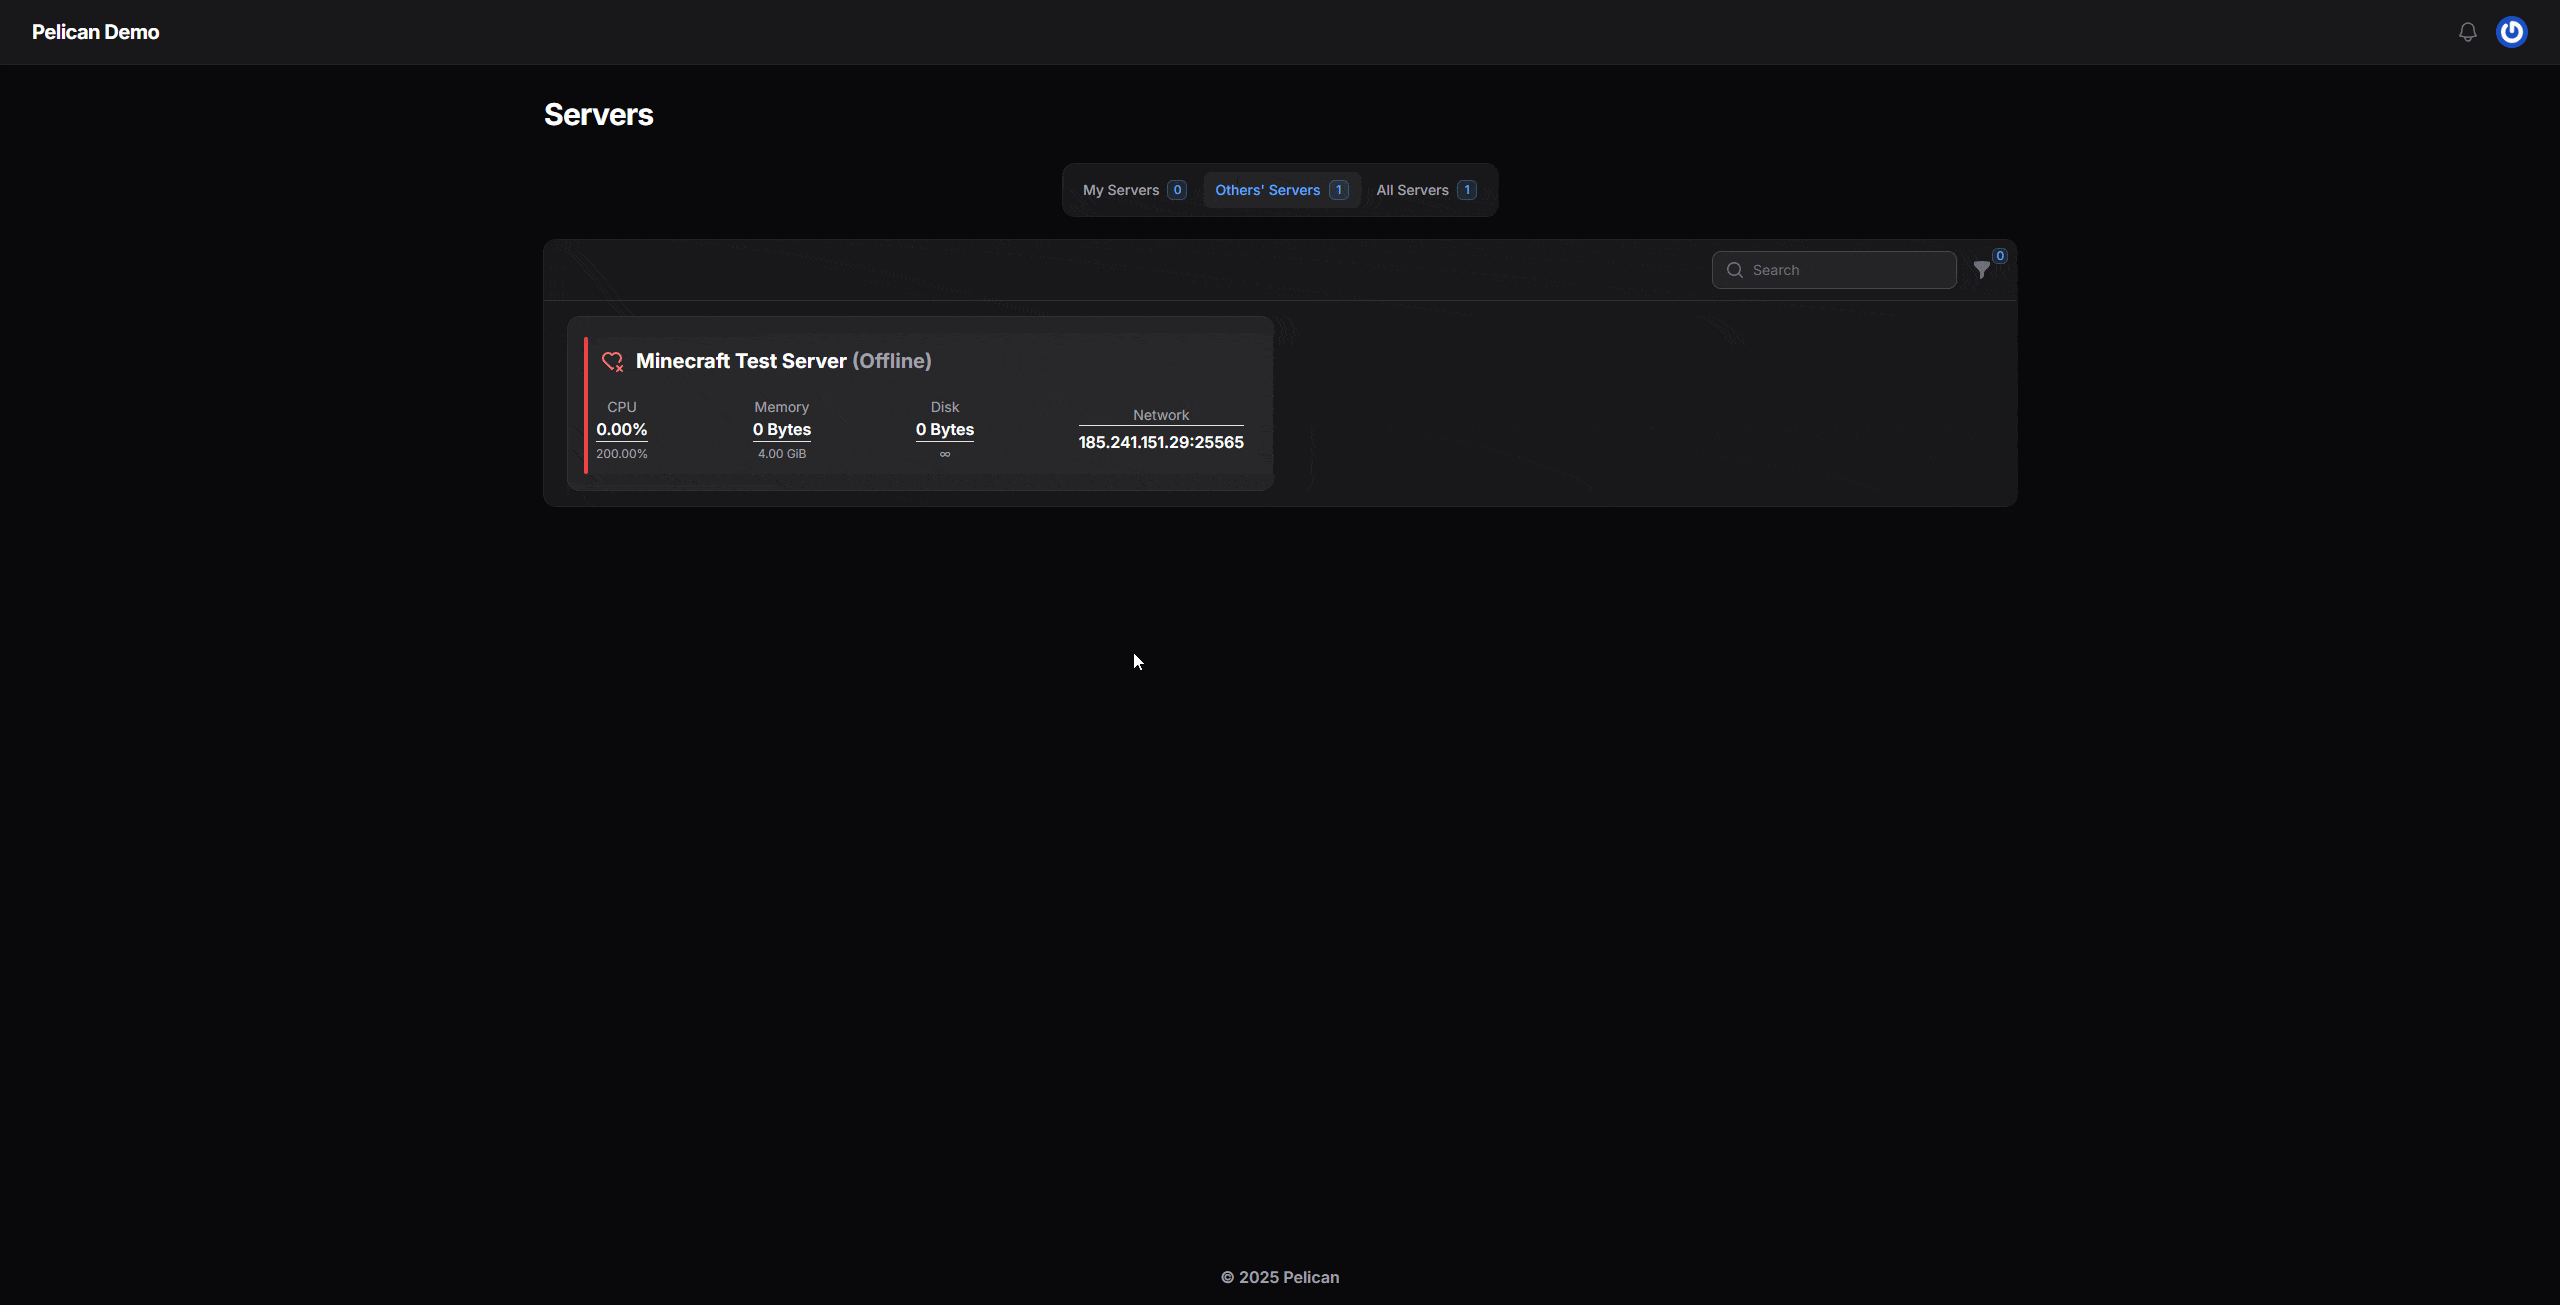 Pelican Demo
Servers
My Servers 0 Others' Servers 1 All Servers 1
Search 0
Minecraft Test Server (Offline)
CPU Memory Disk Network
0.00% 0 Bytes 0 Bytes 185.241.151.29:25565
200.00% 4.00 GiB ∞
© 2025 Pelican